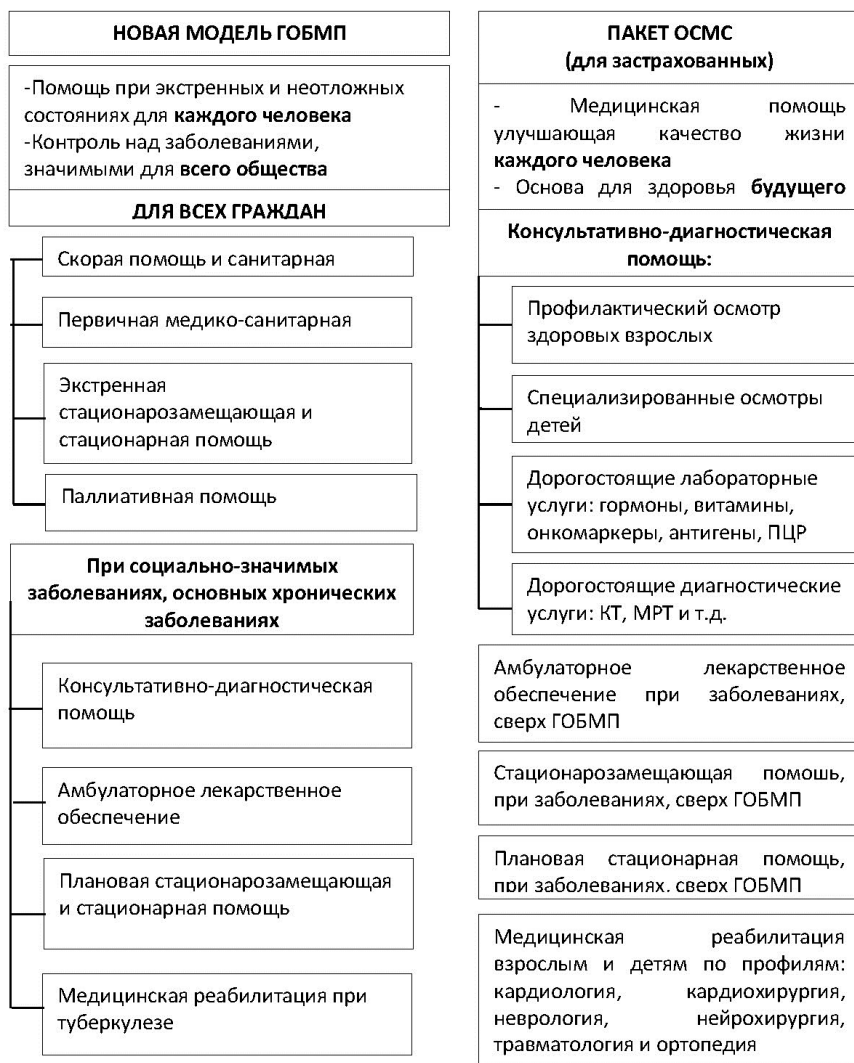 НОВАЯ МОДЕЛЬ ГОБМП
-Помощь при экстренных и неотложных
состояниях для каждого человека
-Контроль над заболеваниями,
значимыми для всего общества
ДЛЯ ВСЕХ ГРАЖДАН
Скорая помощь и санитарная
Первичная медико-санитарная
Экстренная
стационарозамещающая и
стационарная помощь
Паллиативная помощь
При социально-значимых
заболеваниях, основных хронических
заболеваниях
Консультативно-диагностическая
помощь
Амбулаторное лекарственное
обеспечение
Плановая стационарозамещающая
и стационарная помощь
Медицинская реабилитация при
туберкулезе
ПАКЕТ ОСМС
(для застрахованных)
- Медицинская помощь
улучшающая качество жизни
каждого человека
- Основа для здоровья будущего
Консультативно-диагностическая
помощь:
Профилактический осмотр
здоровых взрослых
Специализированные осмотры
детей
Дорогостоящие лабораторные
услуги: гормоны, витамины,
онкомаркеры, антигены, ПЦР
Дорогостоящие диагностические
услуги: КТ, МРТ и т.д.
Амбулаторное лекарственное
обеспечение при заболеваниях,
сверх ГОБМП
Стационарозамещающая помошь,
при заболеваниях, сверх ГОБМП
Плановая стационарная помощь,
при заболеваниях, сверх ГОБМП
Медицинская реабилитация
взрослым и детям по профилям:
кардиология, кардиохирургия,
неврология, нейрохирургия,
травматология и ортопедия